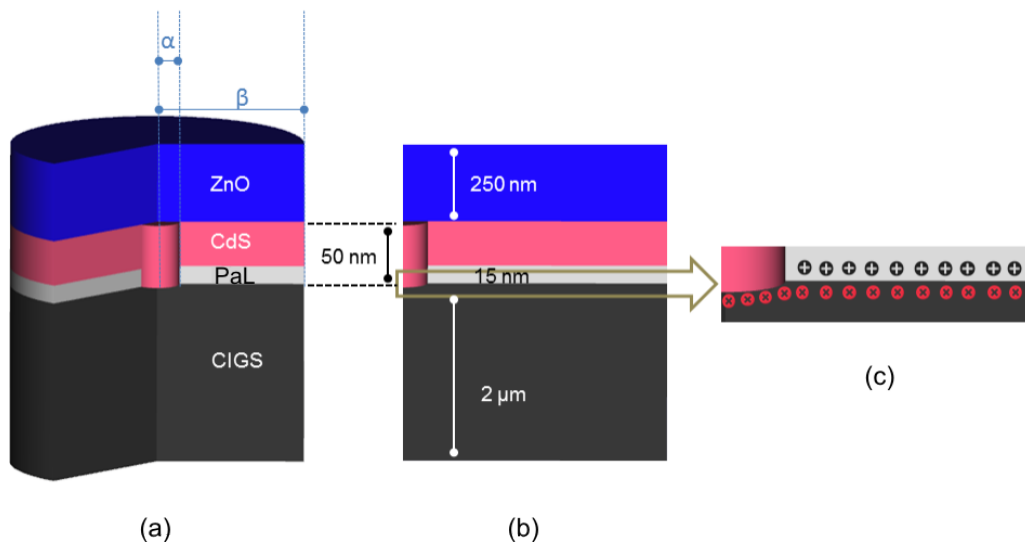 α
β
ZnO
CdS
PaL
CIGS
(a)
250 nm
50 nm
15 nm
2 µm
(b)
(c)